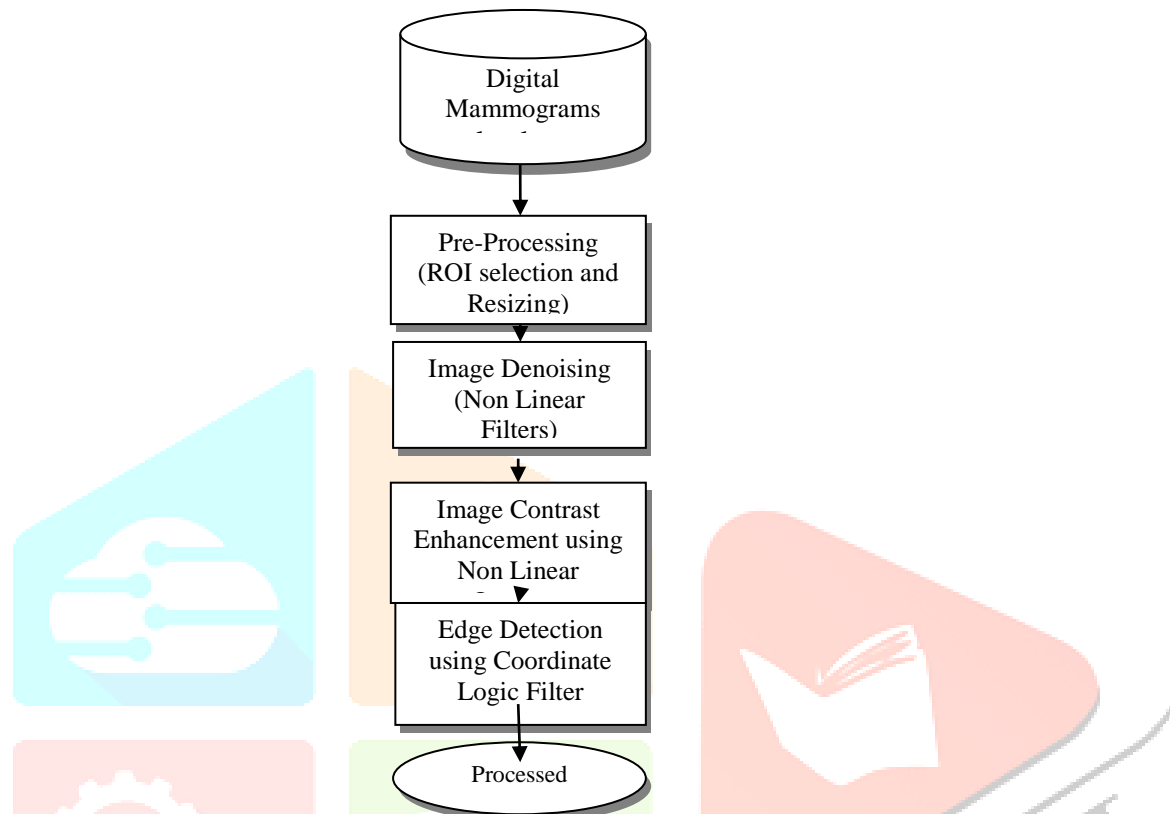 Digital
Mammograms
Pre-Processing
(ROI selection and
Resizing)
Image Denoising
(Non Linear
Filters)
Image Contrast
Enhancement using
Non Linear
Edge Detection
using Coordinate
Logic Filter
Processed